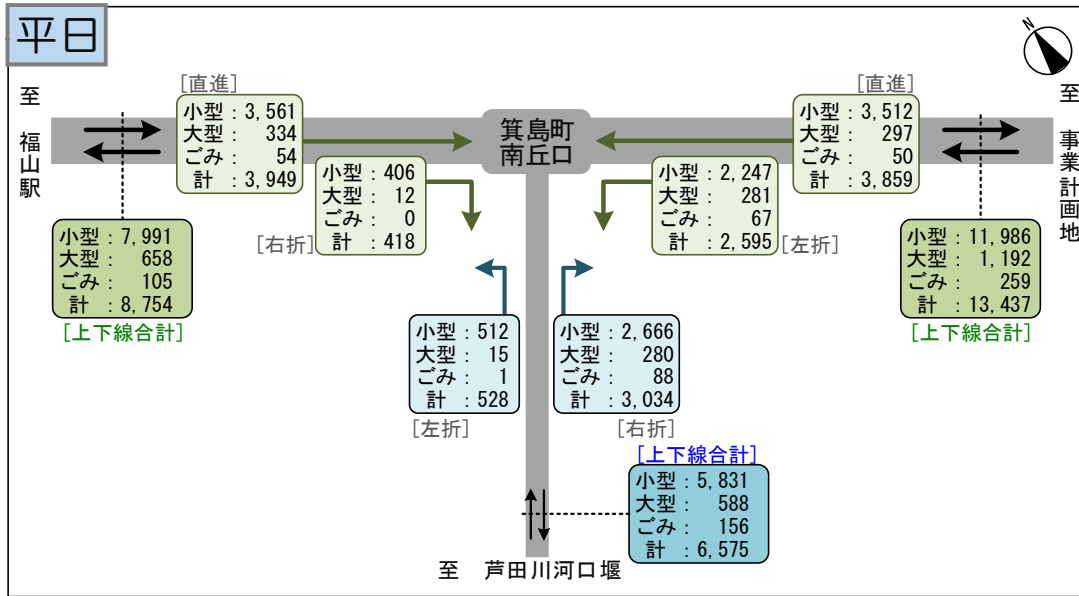 平日
N
至 福山駅
[直進]
小型：3,561
大型：334
ごみ：54
計：3,949
箕島町
南丘口
[直進]
小型：3,512
大型：297
ごみ：50
計：3,859
至 事業計画地
小型：406
大型：12
ごみ：0
計：418
[右折]
小型：2,247
大型：281
ごみ：67
計：2,595
[左折]
小型：7,991
大型：658
ごみ：105
計：8,754
[上下線合計]
小型：11,986
大型：1,192
ごみ：259
計：13,437
[上下線合計]
小型：512
大型：15
ごみ：1
計：528
[左折]
小型：2,666
大型：280
ごみ：88
計：3,034
[右折]
[上下線合計]
小型：5,831
大型：588
ごみ：156
計：6,575
至 芦田川河口堰